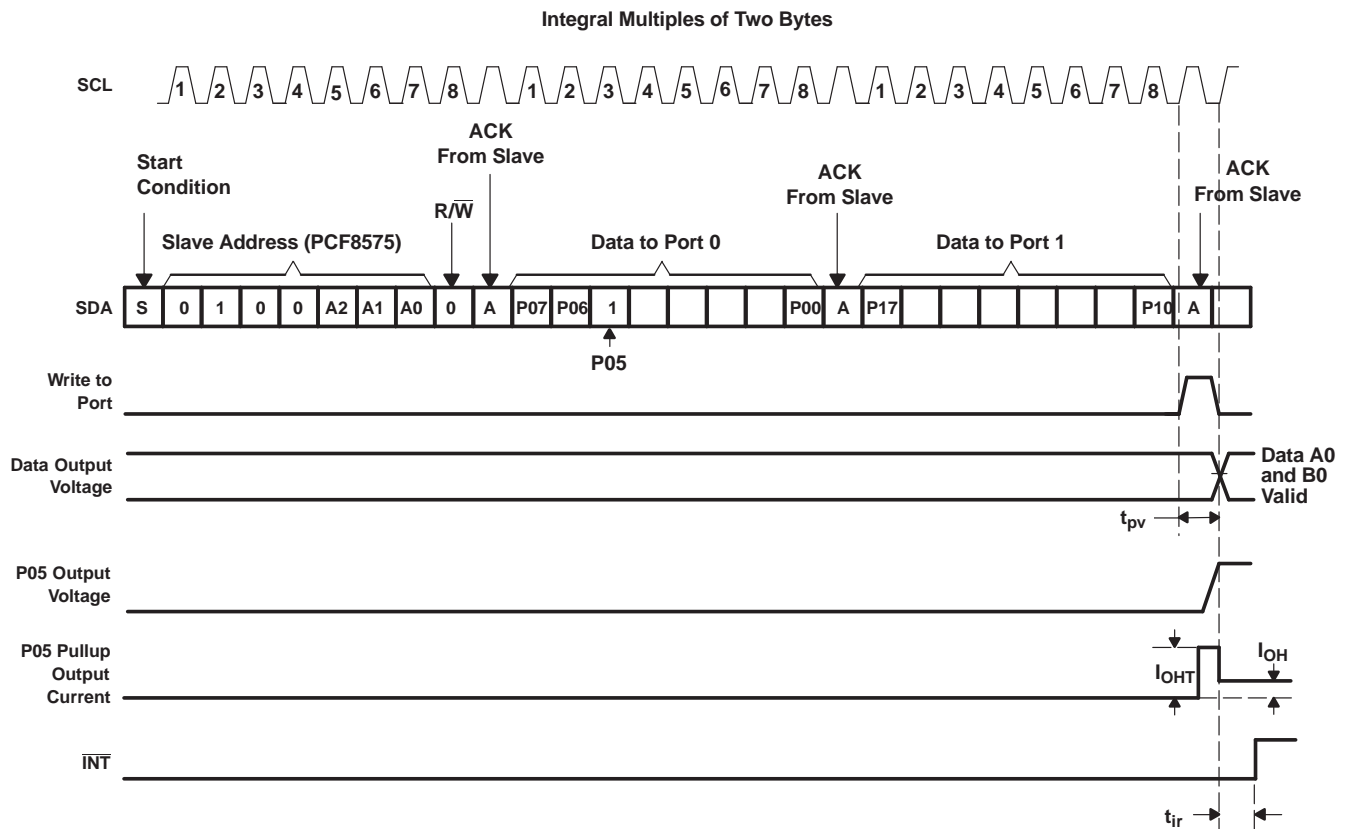 Integral Multiples of Two Bytes
SCL
1 2 3 4 5 6 7 8 1 2 3 4 5 6 7 8 1 2 3 4 5 6 7 8
Start
Condition
R/W
ACK
From Slave
ACK
From Slave
ACK
From Slave
Slave Address (PCF8575)
Data to Port 0
Data to Port 1
SDA S 0 1 0 0 A2 A1 A0 0 A P07 P06 1 P00 A P17 P10 A
P05
Write to
Port
Data Output
Voltage
Data A0
and B0
Valid
tpv
P05 Output
Voltage
P05 Pullup
Output
Current
IOHT
IOH
INT
tir